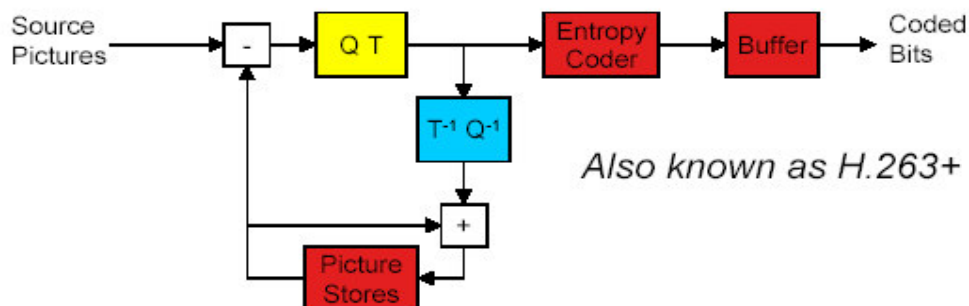 Source
Pictures
-
Q T
Entropy
Coder
Buffer
Coded
Bits
T⁻¹ Q⁻¹
Also known as H.263+
+
Picture
Stores